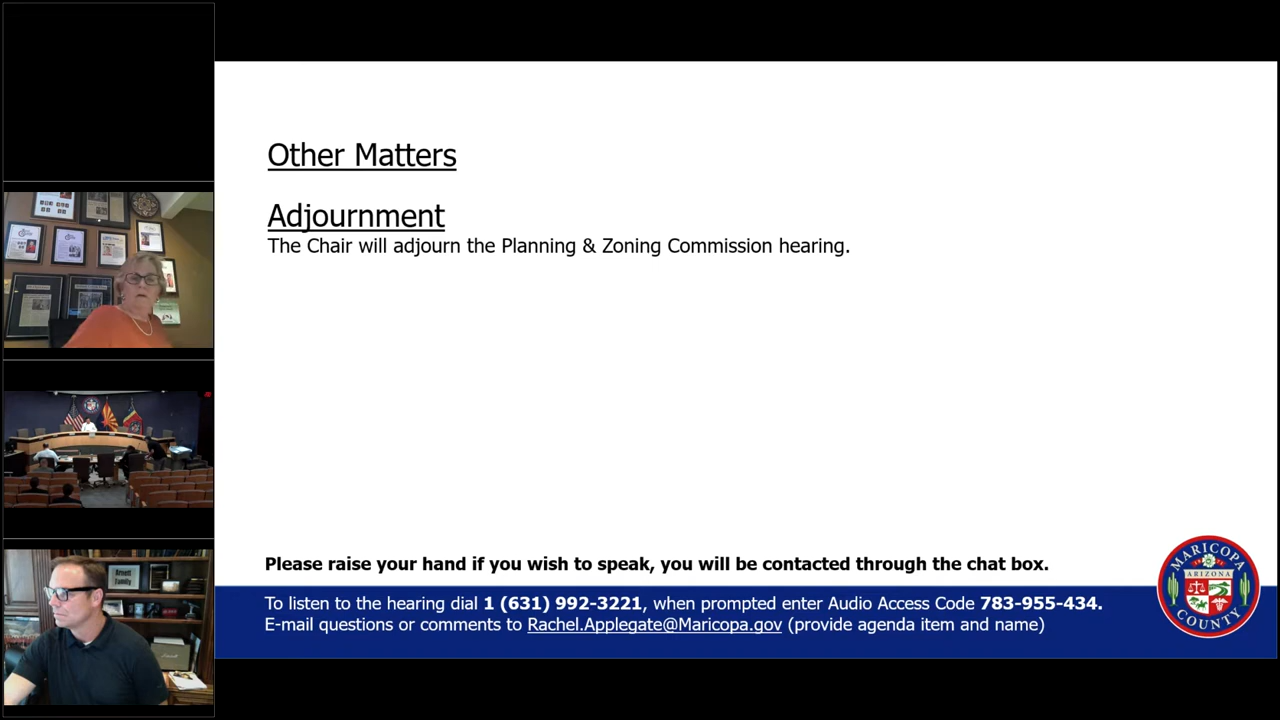 Other Matters
Adjournment
The Chair will adjourn the Planning & Zoning Commission hearing.
Please raise your hand if you wish to speak, you will be contacted through the chat box.
To listen to the hearing dial 1 (631) 992-3221, when prompted enter Audio Access Code 783-955-434.
E-mail questions or comments to Rachel.Applegate@Maricopa.gov (provide agenda item and name)
MARICOPA
ARIZONA
COUNTY
Arnett
Family